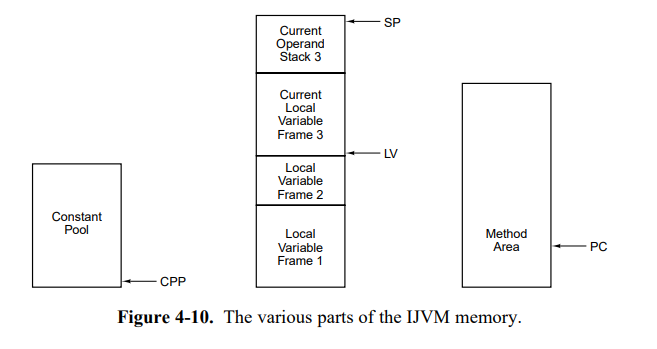 Current
Operand
Stack 3
SP
Current
Local
Variable
Frame 3
LV
Local
Variable
Frame 2
Constant
Pool
Local
Variable
Frame 1
Method
Area
PC
CPP
Figure 4-10. The various parts of the IJVM memory.